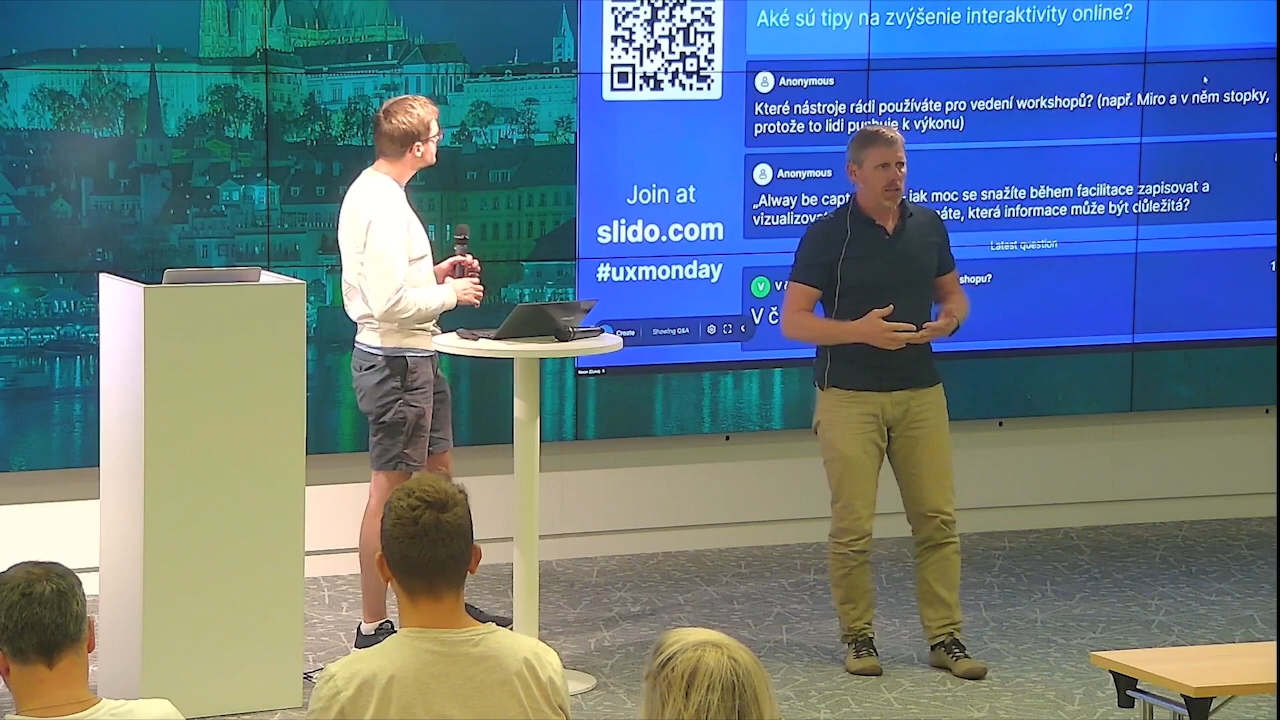 Aké sú tipy na zvýšenie interaktivity online?
Anonymous
Které nástroje rádi používáte pro vedení workshopů? (např. Miro a v něm stopky,
protože to lidi pushuje k výkonu)
Anonymous
„Alway be capt jak moc se snažíte během facilitace zapisovat a
vizualizov áte, která informace může být důležitá?
Latest question
V
V č shopu?
V č
Join at
slido.com
#uxmonday
Create
Showing Q&A